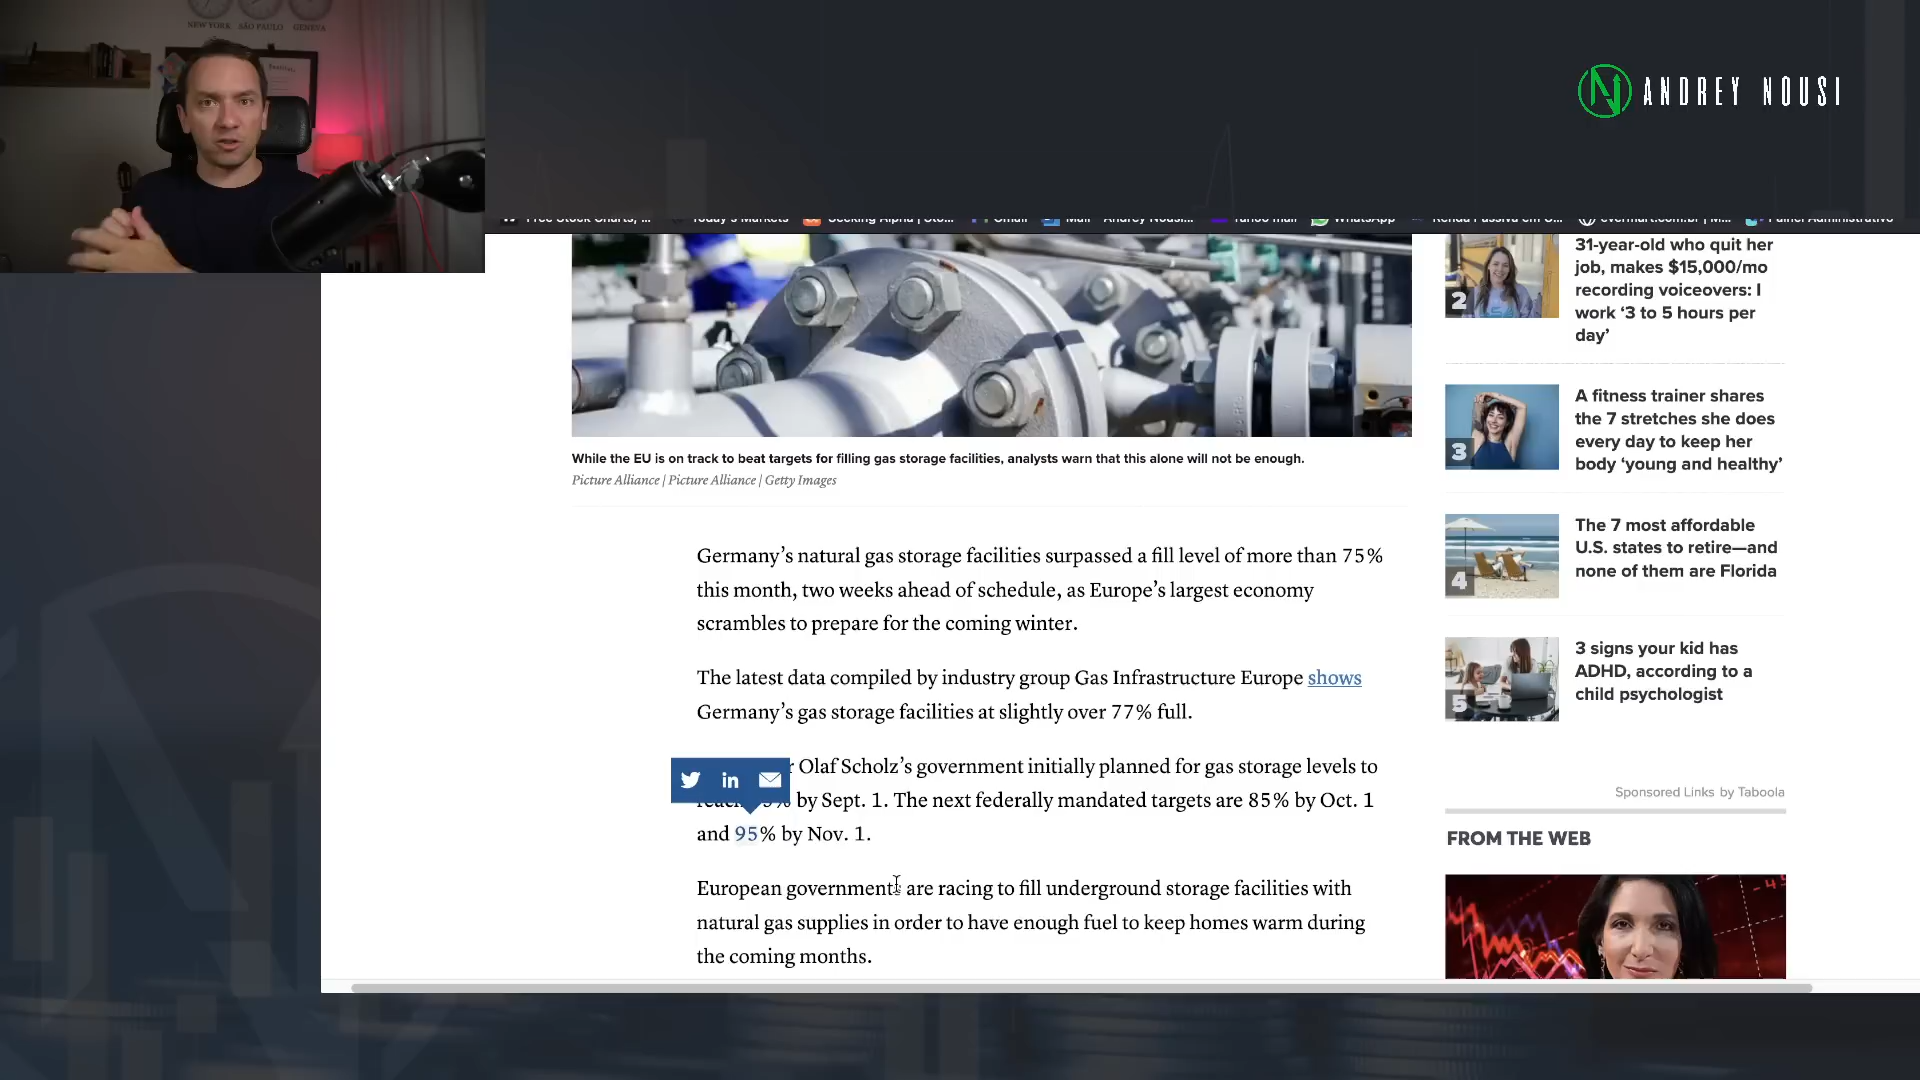 NEW YORK SÃO PAULO GENEVA
ANDREY NOUSI
Free Stock Charts, ...
Today's Markets
Seeking Alpha | Sto...
Gmail
Mail - Andrey Nousi...
Yahoo Mail
WhatsApp
Renda Passiva em U...
evermart.com.br | M...
Painel Administrativo
While the EU is on track to beat targets for filling gas storage facilities, analysts warn that this alone will not be enough.
Picture Alliance | Picture Alliance | Getty Images
Germany’s natural gas storage facilities surpassed a fill level of more than 75%
this month, two weeks ahead of schedule, as Europe’s largest economy
scrambles to prepare for the coming winter.
The latest data compiled by industry group Gas Infrastructure Europe shows
Germany’s gas storage facilities at slightly over 77% full.
Olaf Scholz’s government initially planned for gas storage levels to
by Sept. 1. The next federally mandated targets are 85% by Oct. 1
and 95% by Nov. 1.
European governments are racing to fill underground storage facilities with
natural gas supplies in order to have enough fuel to keep homes warm during
the coming months.
2
31-year-old who quit her
job, makes $15,000/mo
recording voiceovers: I
work ‘3 to 5 hours per
day’
3
A fitness trainer shares
the 7 stretches she does
every day to keep her
body ‘young and healthy’
4
The 7 most affordable
U.S. states to retire—and
none of them are Florida
5
3 signs your kid has
ADHD, according to a
child psychologist
Sponsored Links by Taboola
FROM THE WEB